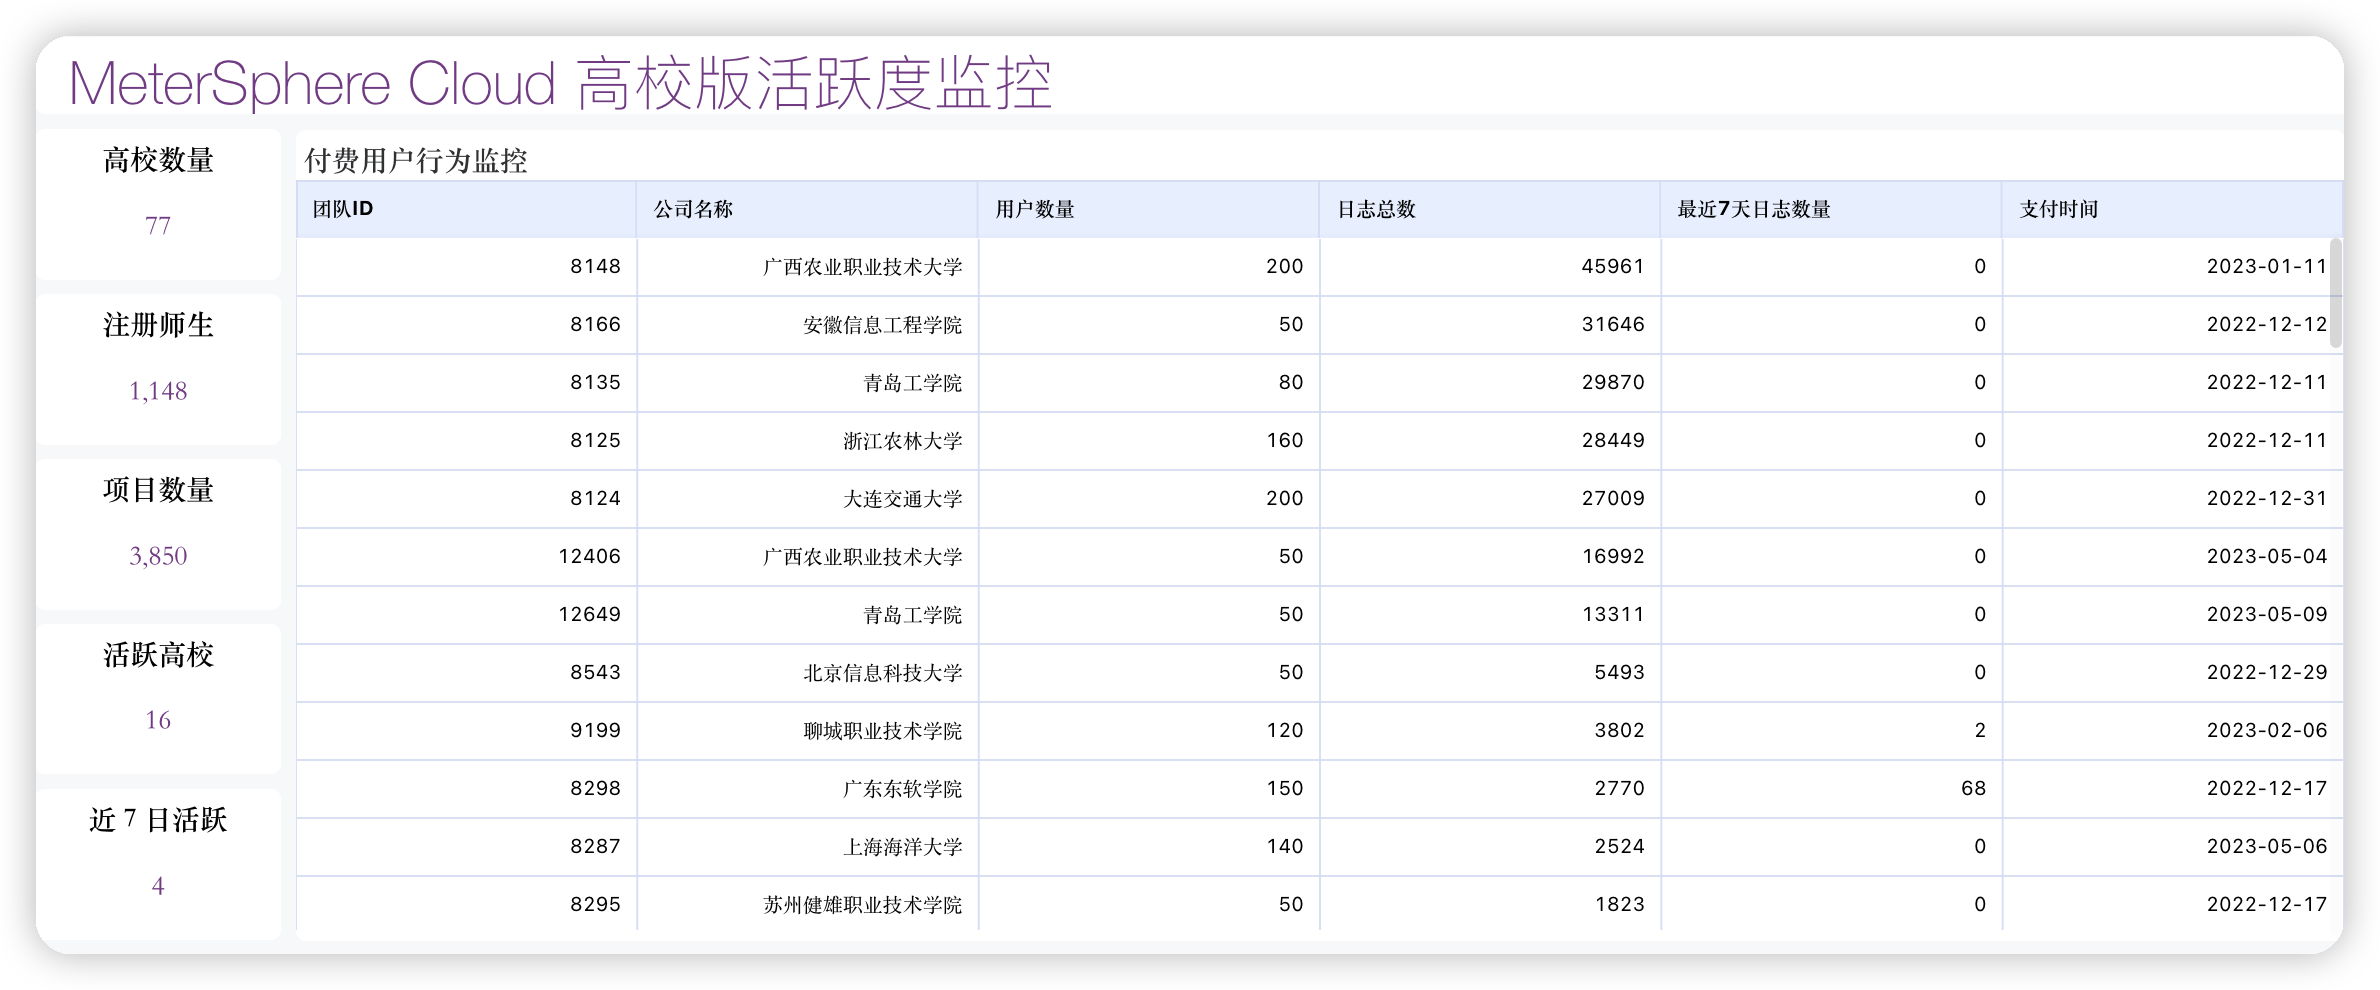 MeterSphere Cloud 高校版活跃度监控
高校数量
77
注册师生
1,148
项目数量
3,850
活跃高校
16
近 7 日活跃
4
付费用户行为监控
团队ID 公司名称 用户数量 日志总数 最近7天日志数量 支付时间
8148 广西农业职业技术大学 200 45961 0 2023-01-11
8166 安徽信息工程学院 50 31646 0 2022-12-12
8135 青岛工学院 80 29870 0 2022-12-11
8125 浙江农林大学 160 28449 0 2022-12-11
8124 大连交通大学 200 27009 0 2022-12-31
12406 广西农业职业技术大学 50 16992 0 2023-05-04
12649 青岛工学院 50 13311 0 2023-05-09
8543 北京信息科技大学 50 5493 0 2022-12-29
9199 聊城职业技术学院 120 3802 2 2023-02-06
8298 广东东软学院 150 2770 68 2022-12-17
8287 上海海洋大学 140 2524 0 2023-05-06
8295 苏州健雄职业技术学院 50 1823 0 2022-12-17